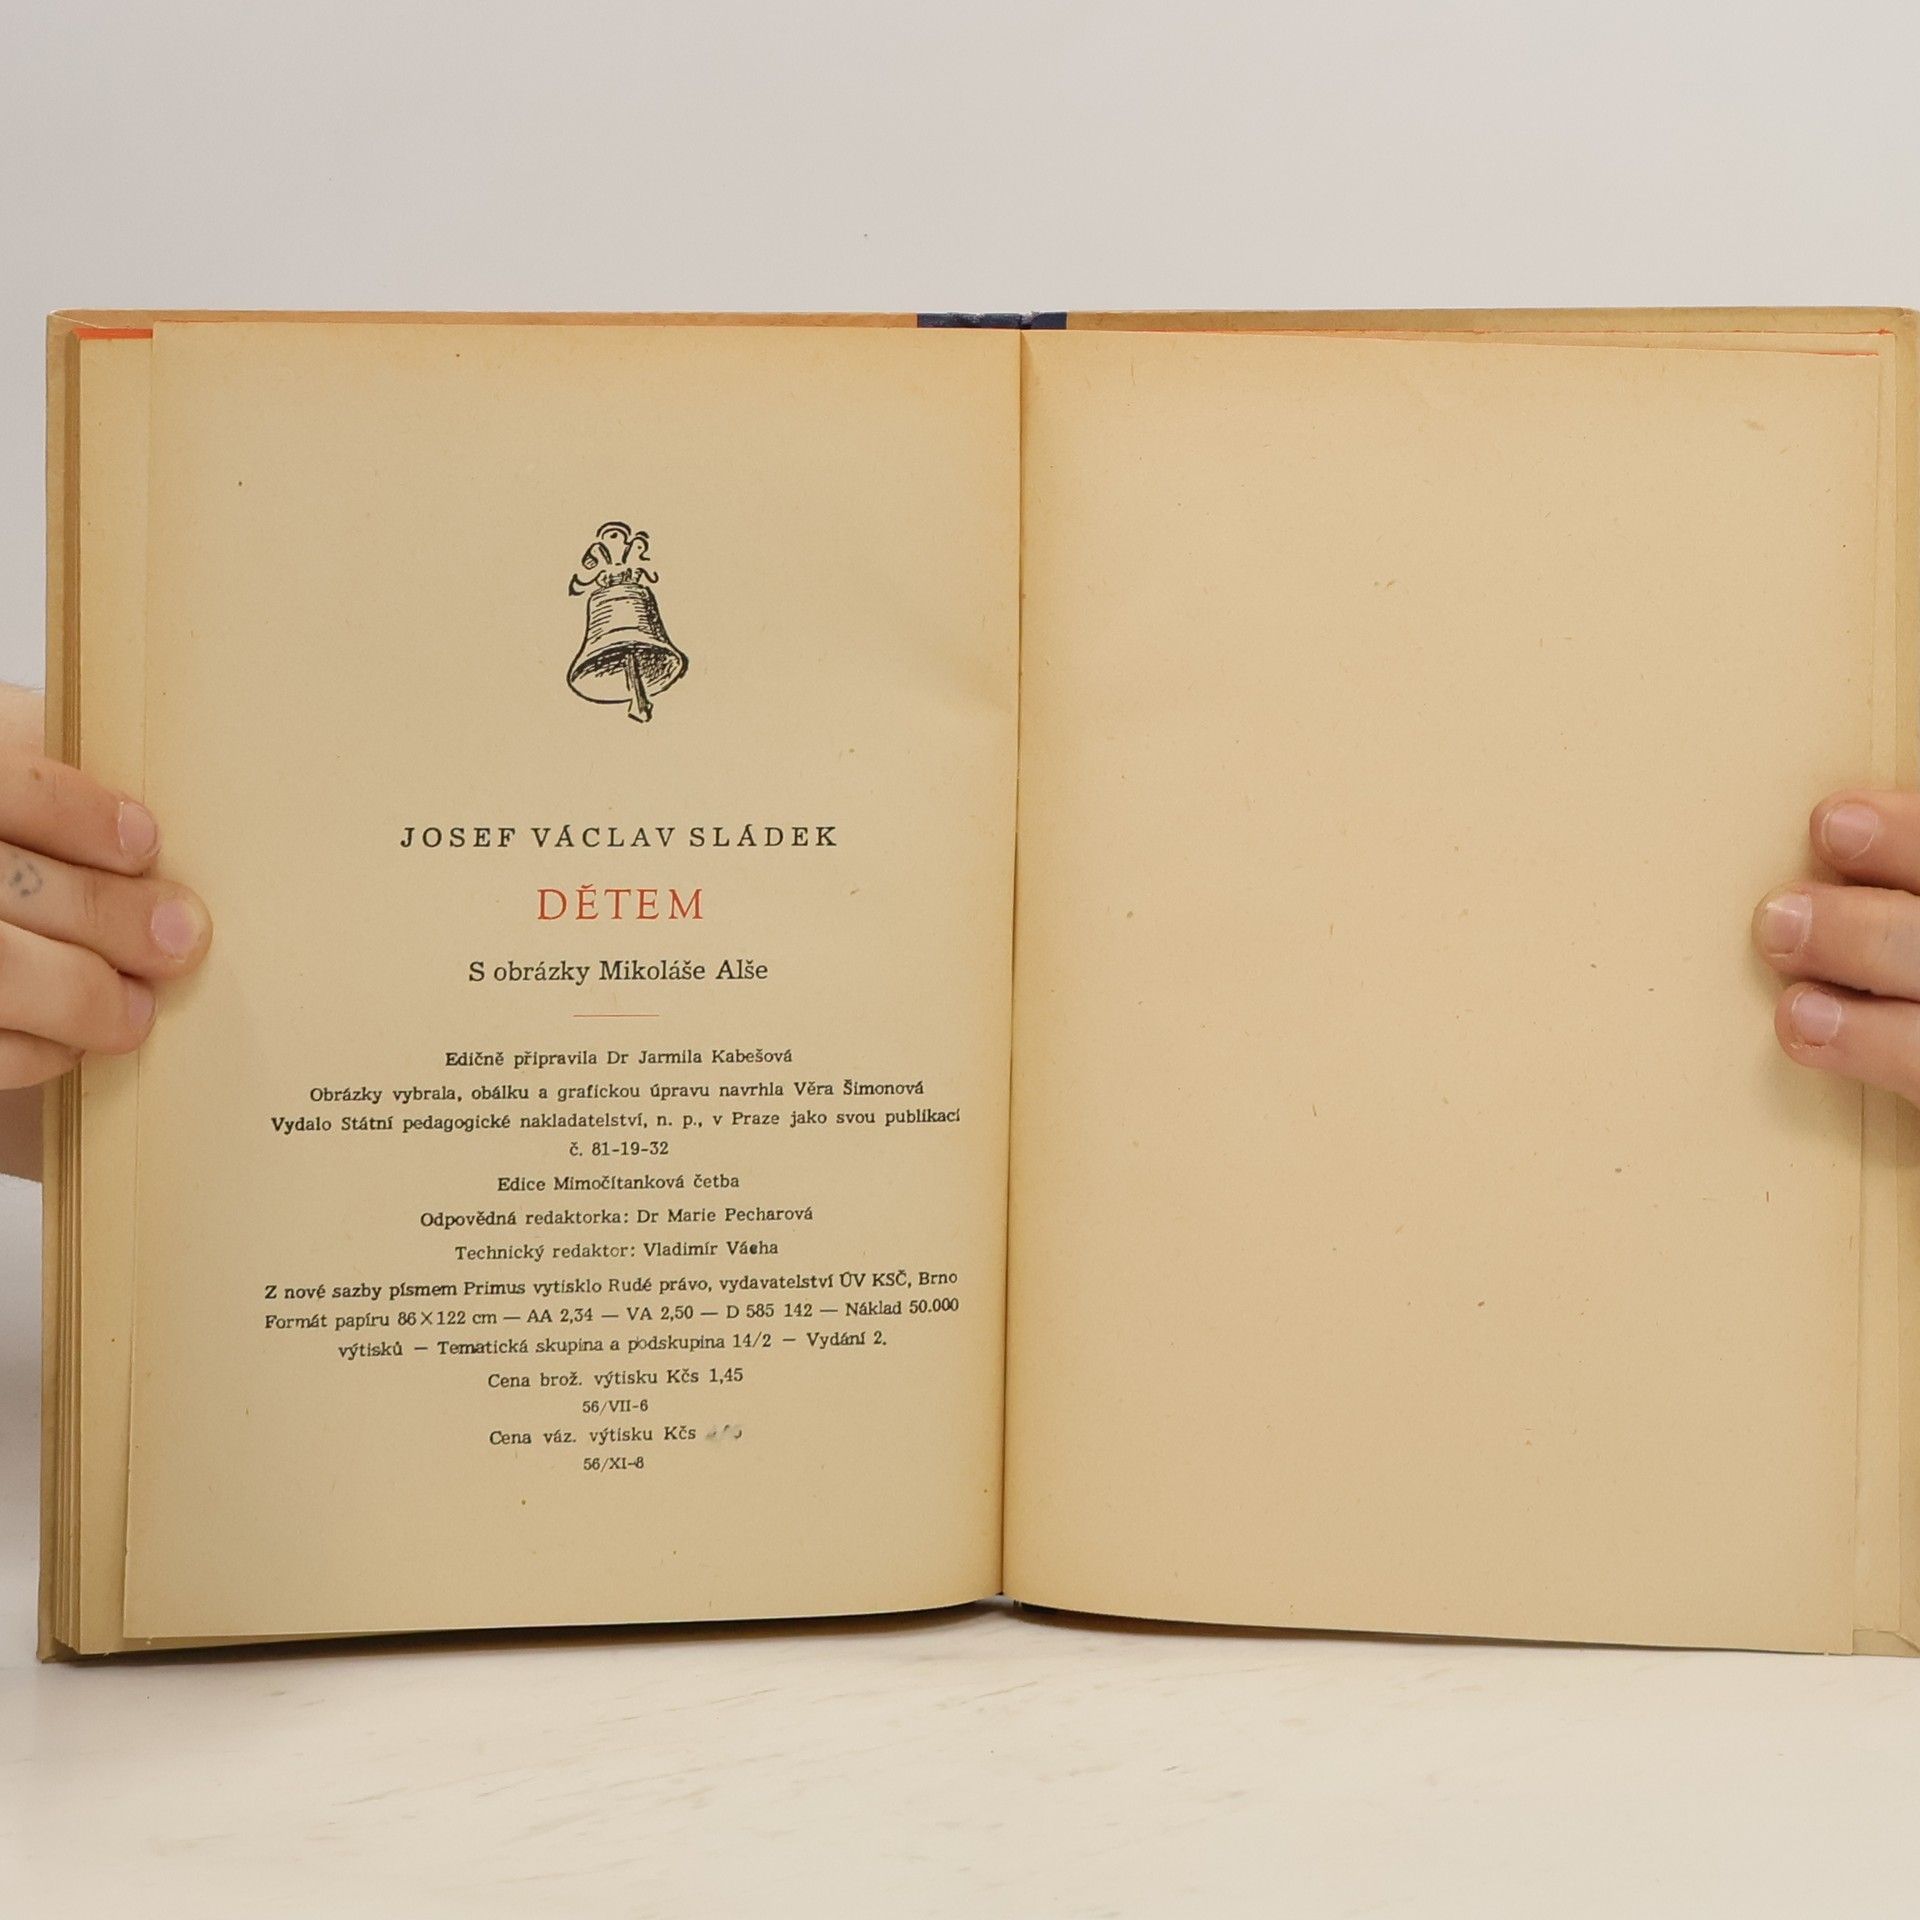 JOSEF VÁCLAV SLÁDEK
DĚTEM
S obrázky Mikoláše Alše
Edičně připravila Dr Jarmila Kabešová
Obrázky vybrala, obálku a grafickou úpravu navrhla Věra Šimonová
Vydalo Státní pedagogické nakladatelství, n. p., v Praze jako svou publikací
č. 81-19-32
Edice Mimočítanková četba
Odpovědná redaktorka: Dr Marie Pecharová
Technický redaktor: Vladimír Vácha
Z nové sazby písmem Primus vytisklo Rudé právo, vydavatelství ÚV KSČ, Brno
Formát papíru 86×122 cm — AA 2,34 — VA 2,50 — D 585 142 — Náklad 50.000
výtisků — Tematická skupina a podskupina 14/2 — Vydání 2.
Cena brož. výtisku Kčs 1,45
56/VII-6
Cena váz. výtisku Kčs
56/XI-8